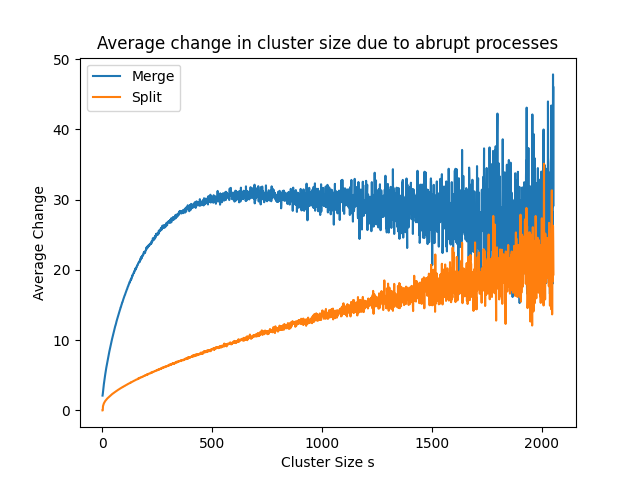 Average change in cluster size due to abrupt processes
Merge
Split
50
40
30
20
10
0
Average Change
0 500 1000 1500 2000
Cluster Size s